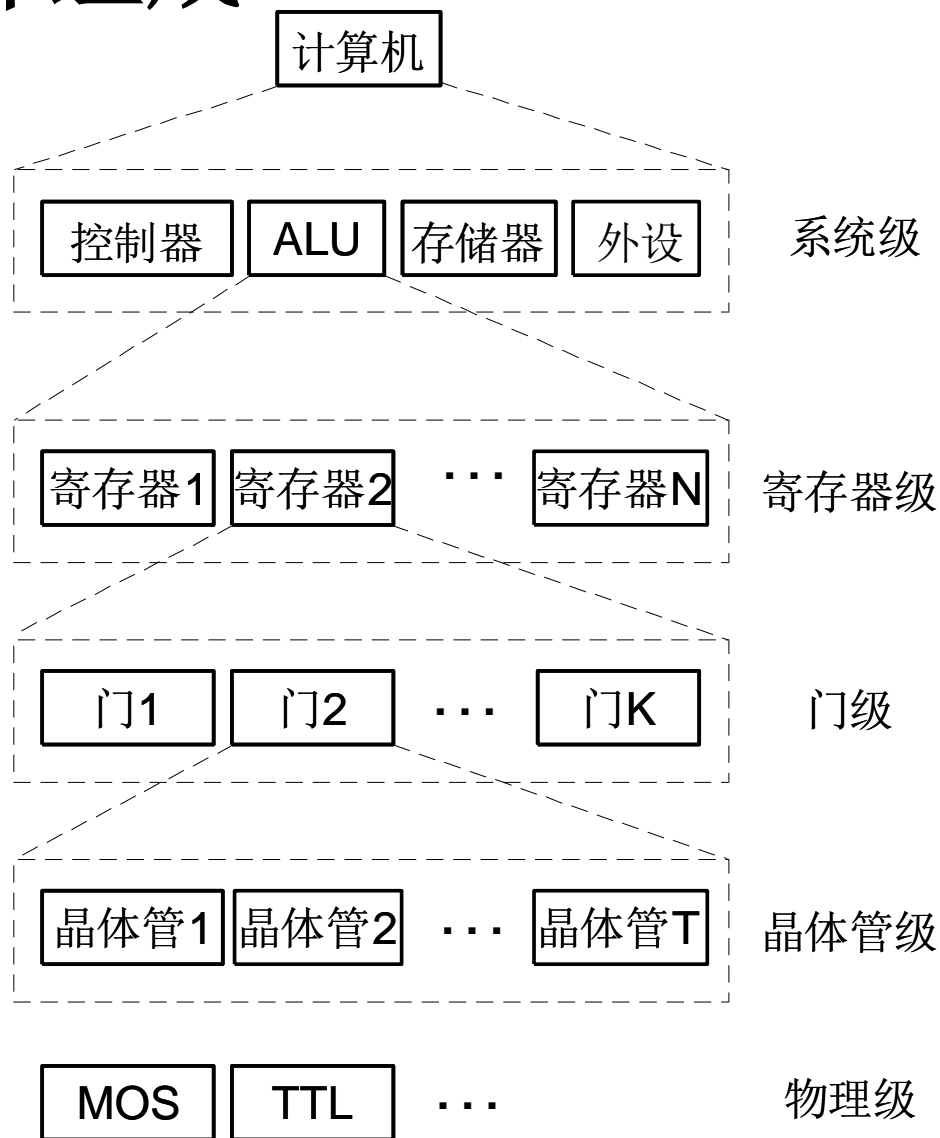 计算机
控制器 ALU 存储器 外设 系统级
寄存器1 寄存器2 ··· 寄存器N 寄存器级
门1 门2 ··· 门K 门级
晶体管1 晶体管2 ··· 晶体管T 晶体管级
MOS TTL ··· 物理级